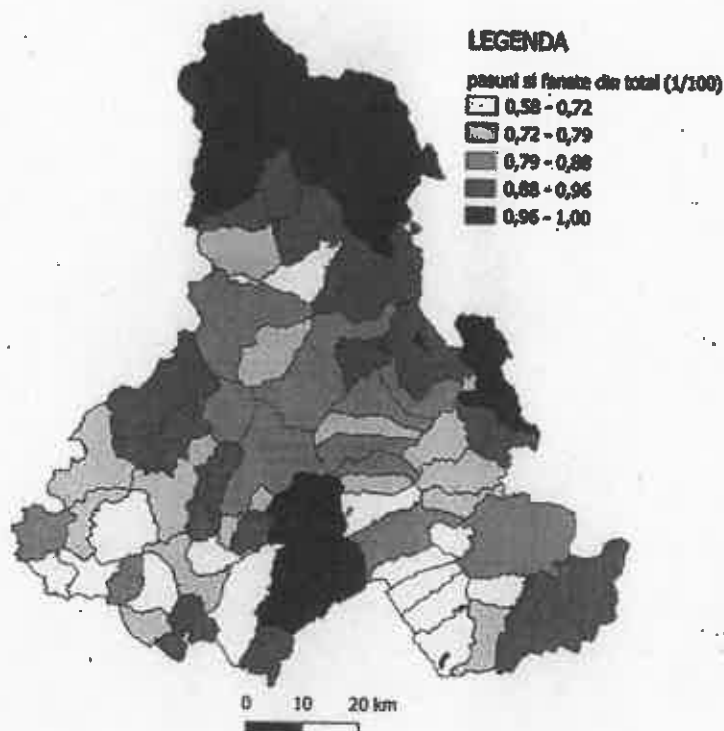 LEGENDA
pasuni si fanate din total (1/100)
0,58 - 0,72
0,72 - 0,79
0,79 - 0,88
0,88 - 0,96
0,96 - 1,00
0 10 20 km